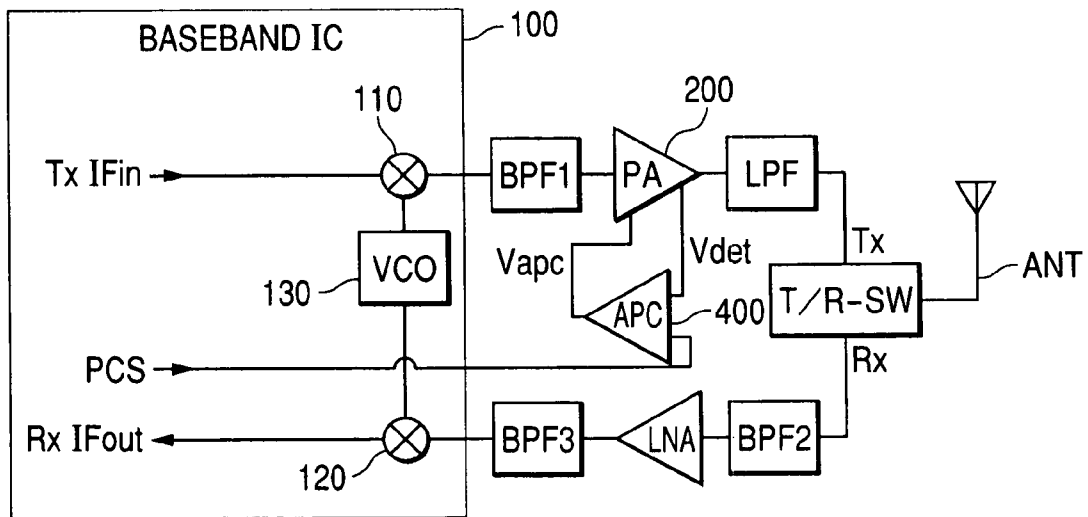 BASEBAND IC
100
110
200
Tx IFin
BPF1
PA
LPF
Vapc
Vdet
Tx
ANT
130
VCO
APC
400
T/R-SW
PCS
Rx
Rx IFout
BPF3
LNA
BPF2
120